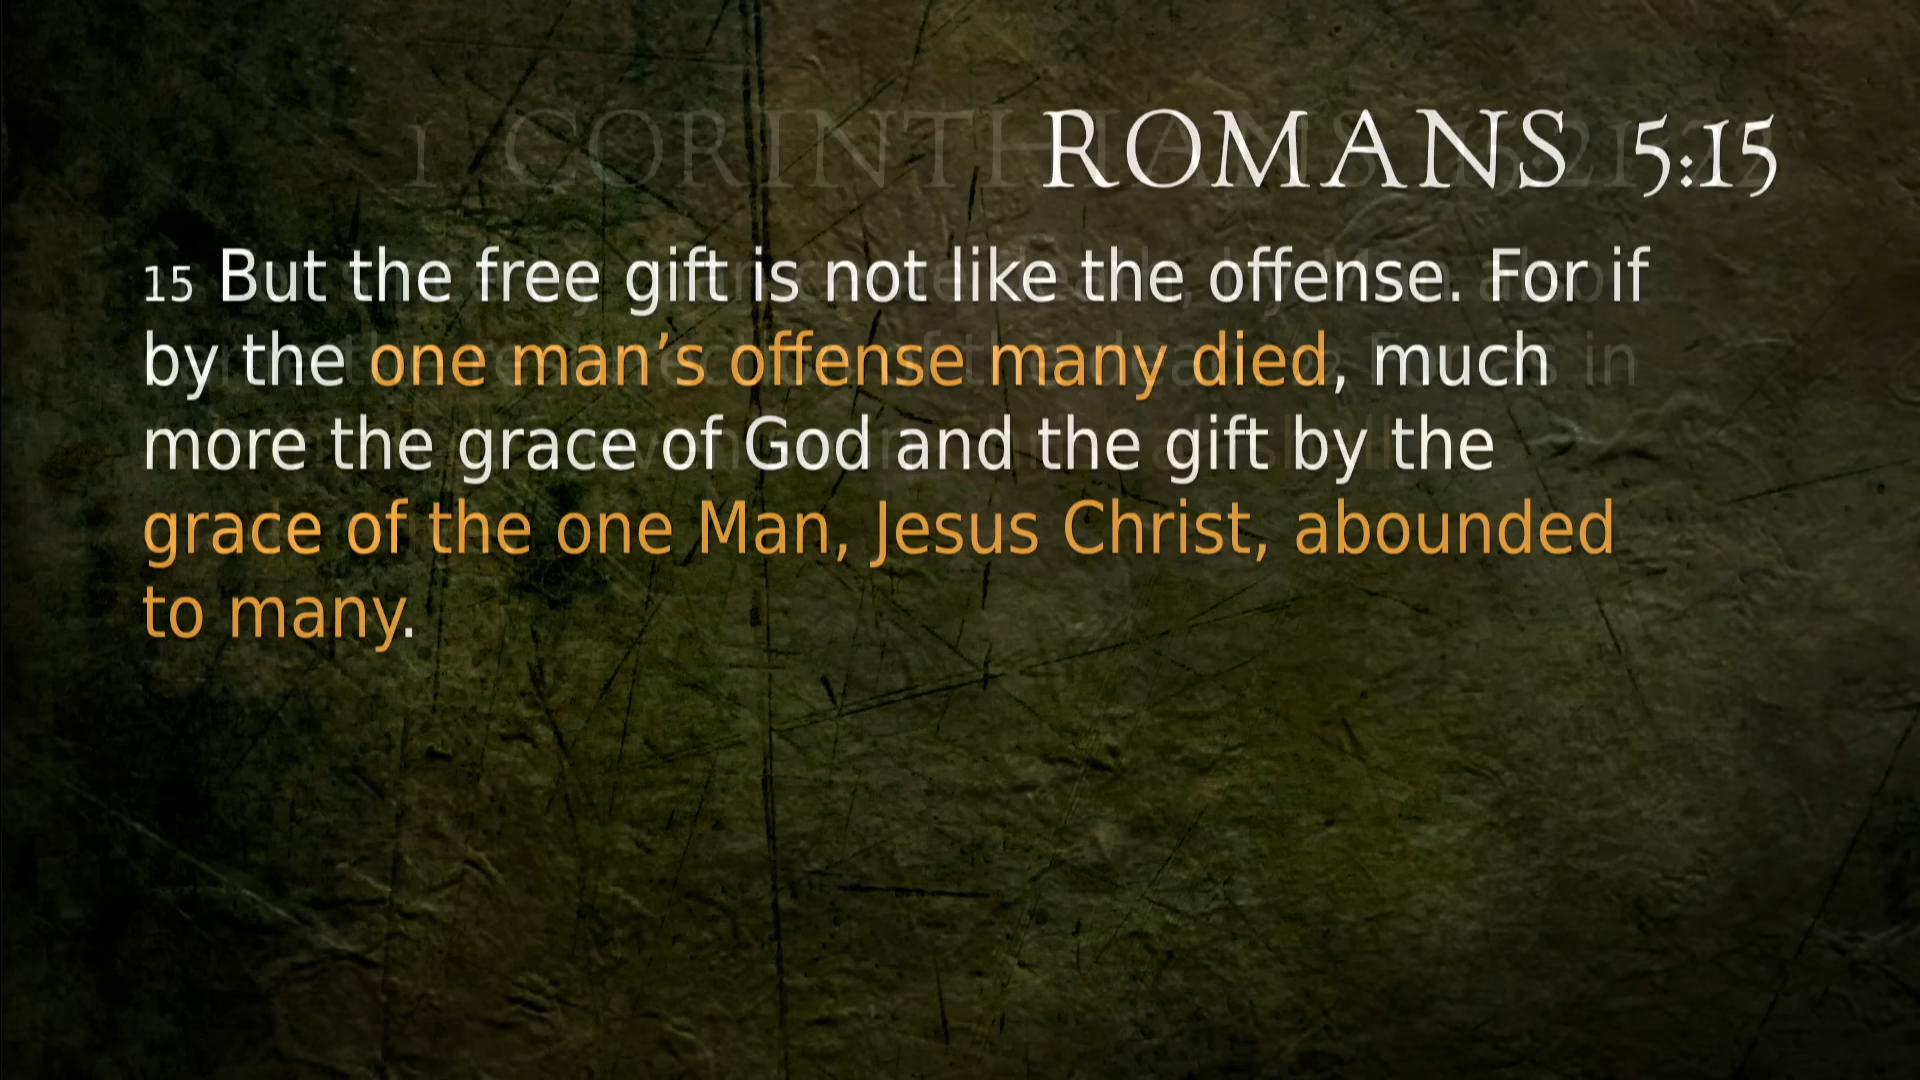 ROMANS 5:15
15 But the free gift is not like the offense. For if
by the one man’s offense many died, much
more the grace of God and the gift by the
grace of the one Man, Jesus Christ, abounded
to many.